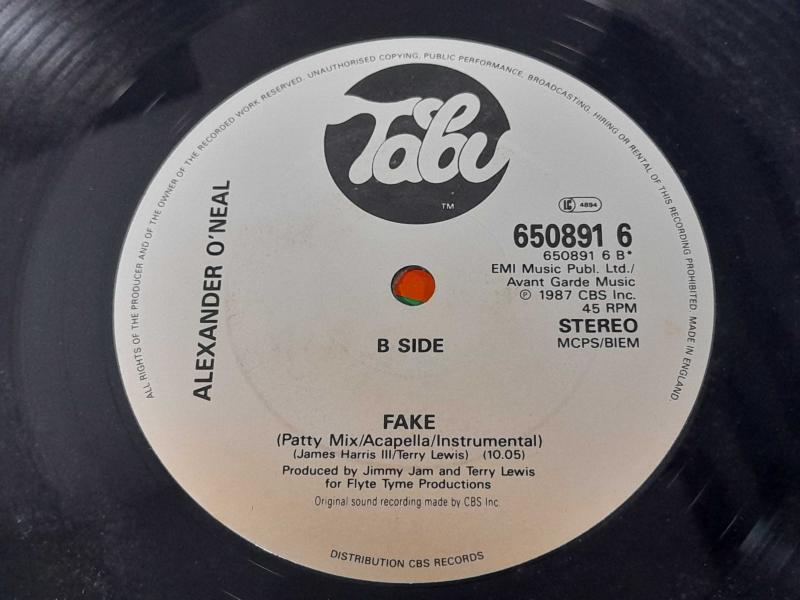 ALL RIGHTS OF THE PRODUCER AND OF THE OWNER OF THE RECORDED WORK RESERVED. UNAUTHORISED COPYING, PUBLIC PERFORMANCE, BROADCASTING, HIRING OR RENTAL OF THIS RECORDING PROHIBITED. MADE IN ENGLAND.
Tabu
TM
ALEXANDER O'NEAL
LC 4894
650891 6
650891 6 B*
EMI Music Publ. Ltd./
Avant Garde Music
℗ 1987 CBS Inc.
45 RPM
STEREO
MCPS/BIEM
B SIDE
FAKE
(Patty Mix/Acapella/Instrumental)
(James Harris III/Terry Lewis) (10.05)
Produced by Jimmy Jam and Terry Lewis
for Flyte Tyme Productions
Original sound recording made by CBS Inc.
DISTRIBUTION CBS RECORDS